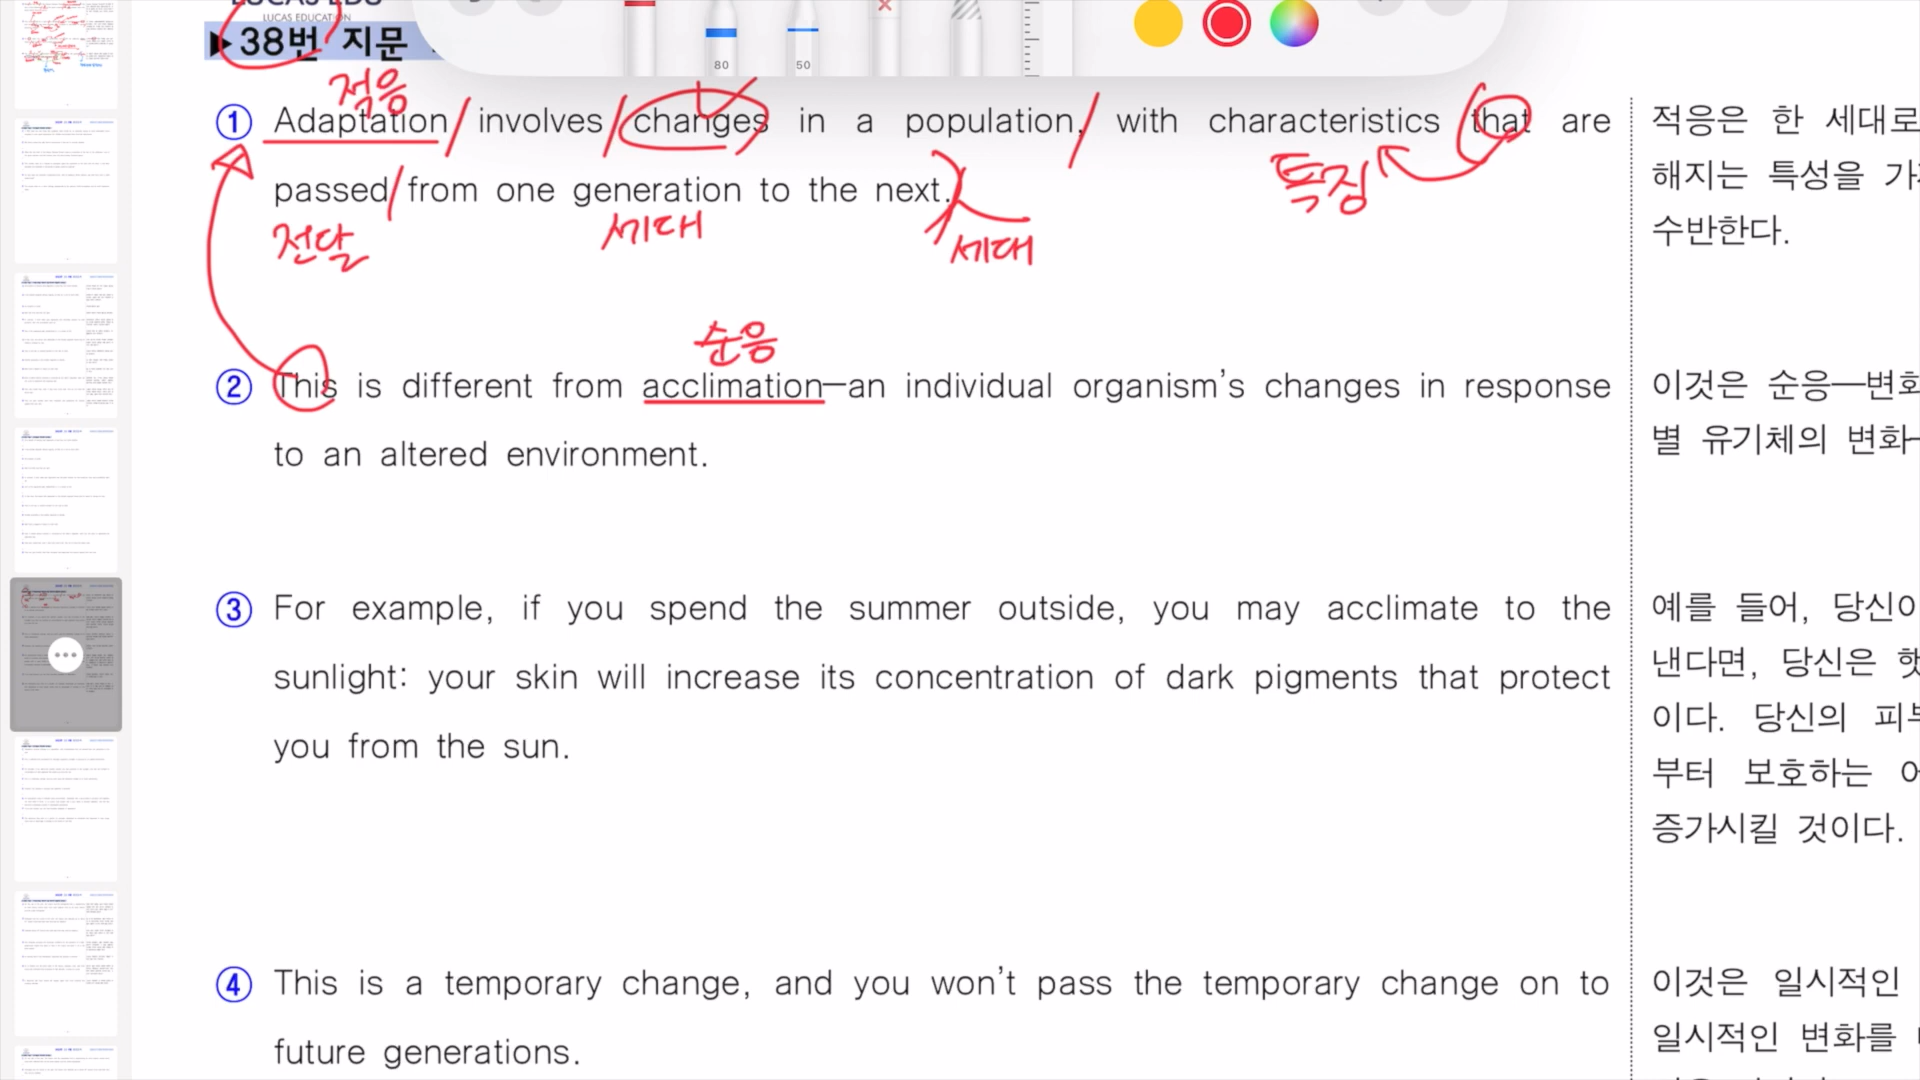 LUCAS EDU
LUCAS EDUCATION
▶38번 지문
80
50
적응
① Adaptation involves changes in a population, with characteristics that are
특징
passed from one generation to the next.
전달
세대
세대
순응
② This is different from acclimation—an individual organism's changes in response
to an altered environment.
③ For example, if you spend the summer outside, you may acclimate to the
sunlight: your skin will increase its concentration of dark pigments that protect
you from the sun.
④ This is a temporary change, and you won't pass the temporary change on to
future generations.
적응은 한 세대로
해지는 특성을
수반한다.
이것은 순응—변화
별 유기체의 변화
예를 들어, 당신이
낸다면, 당신은
이다. 당신의 피부
부터 보호하는
증가시킬 것이다.
이것은 일시적인
일시적인 변화를